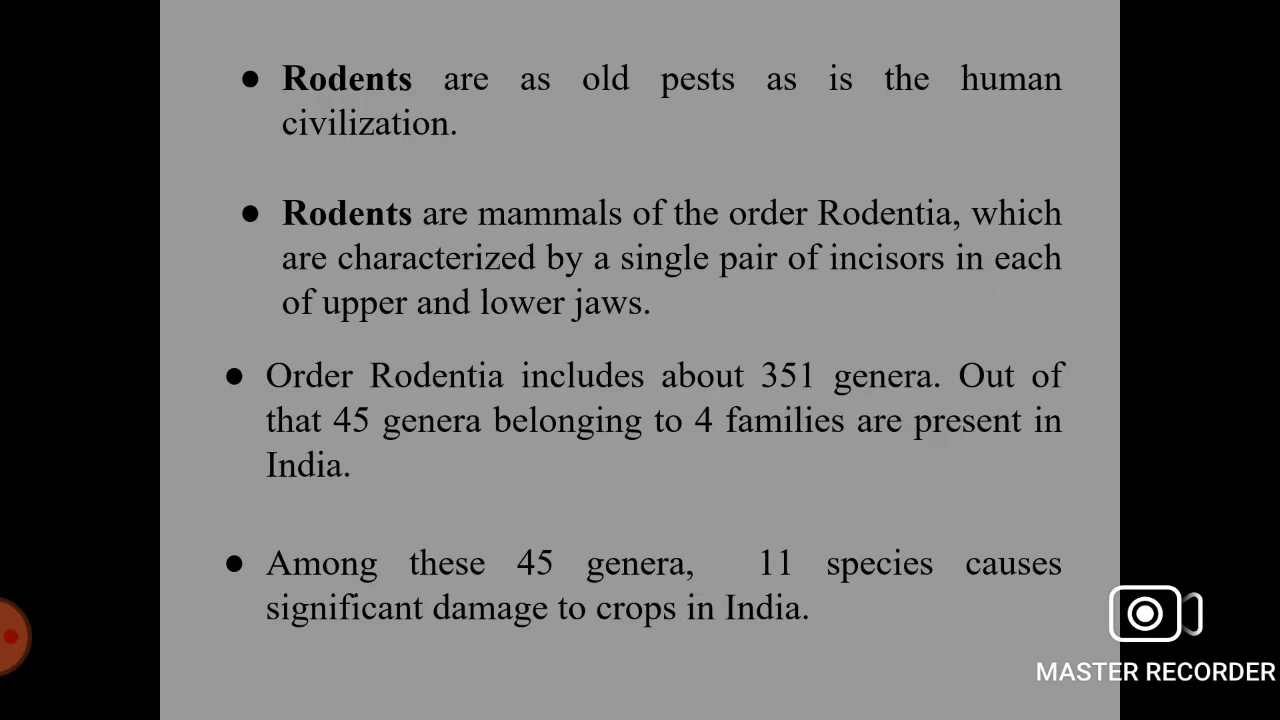 ● Rodents are as old pests as is the human
civilization.
● Rodents are mammals of the order Rodentia, which
are characterized by a single pair of incisors in each
of upper and lower jaws.
● Order Rodentia includes about 351 genera. Out of
that 45 genera belonging to 4 families are present in
India.
● Among these 45 genera, 11 species causes
significant damage to crops in India.
MASTER RECORDER